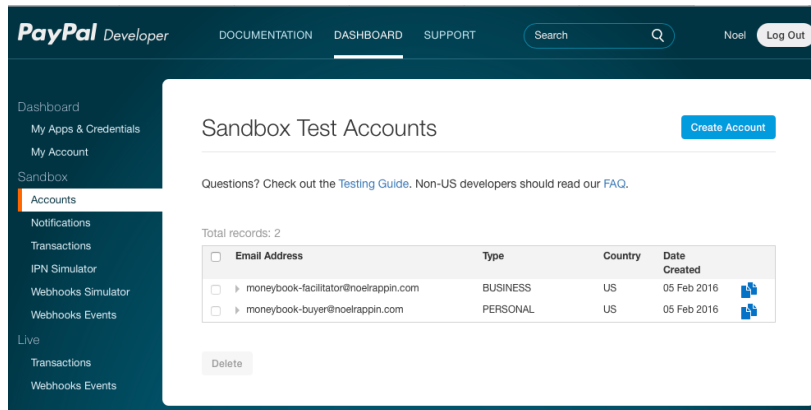 PayPal Developer
DOCUMENTATION DASHBOARD SUPPORT Search Noel Log Out
Dashboard
My Apps & Credentials
My Account
Sandbox
Accounts
Notifications
Transactions
IPN Simulator
Webhooks Simulator
Webhooks Events
Live
Transactions
Webhooks Events
Sandbox Test Accounts
Create Account
Questions? Check out the Testing Guide. Non-US developers should read our FAQ.
Total records: 2
Email Address Type Country Date Created
moneybook-facilitator@noelrappin.com BUSINESS US 05 Feb 2016
moneybook-buyer@noelrappin.com PERSONAL US 05 Feb 2016
Delete